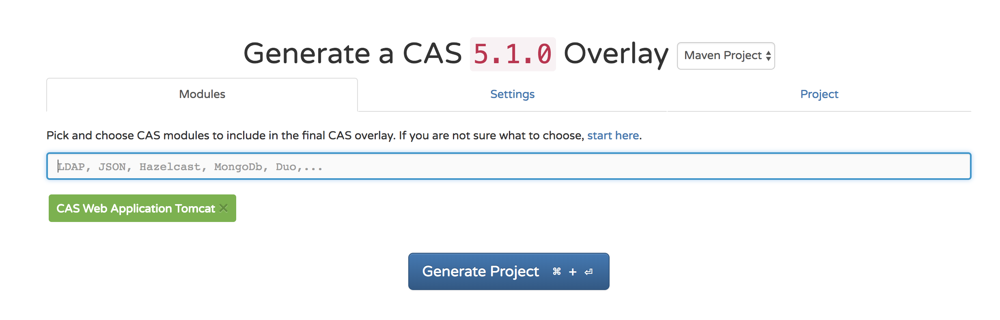 Generate a CAS 5.1.0 Overlay Maven Project
Modules Settings Project
Pick and choose CAS modules to include in the final CAS overlay. If you are not sure what to choose, start here.
LDAP, JSON, Hazelcast, MongoDb, Duo,...
CAS Web Application Tomcat ×
Generate Project ⌘ + ⏎